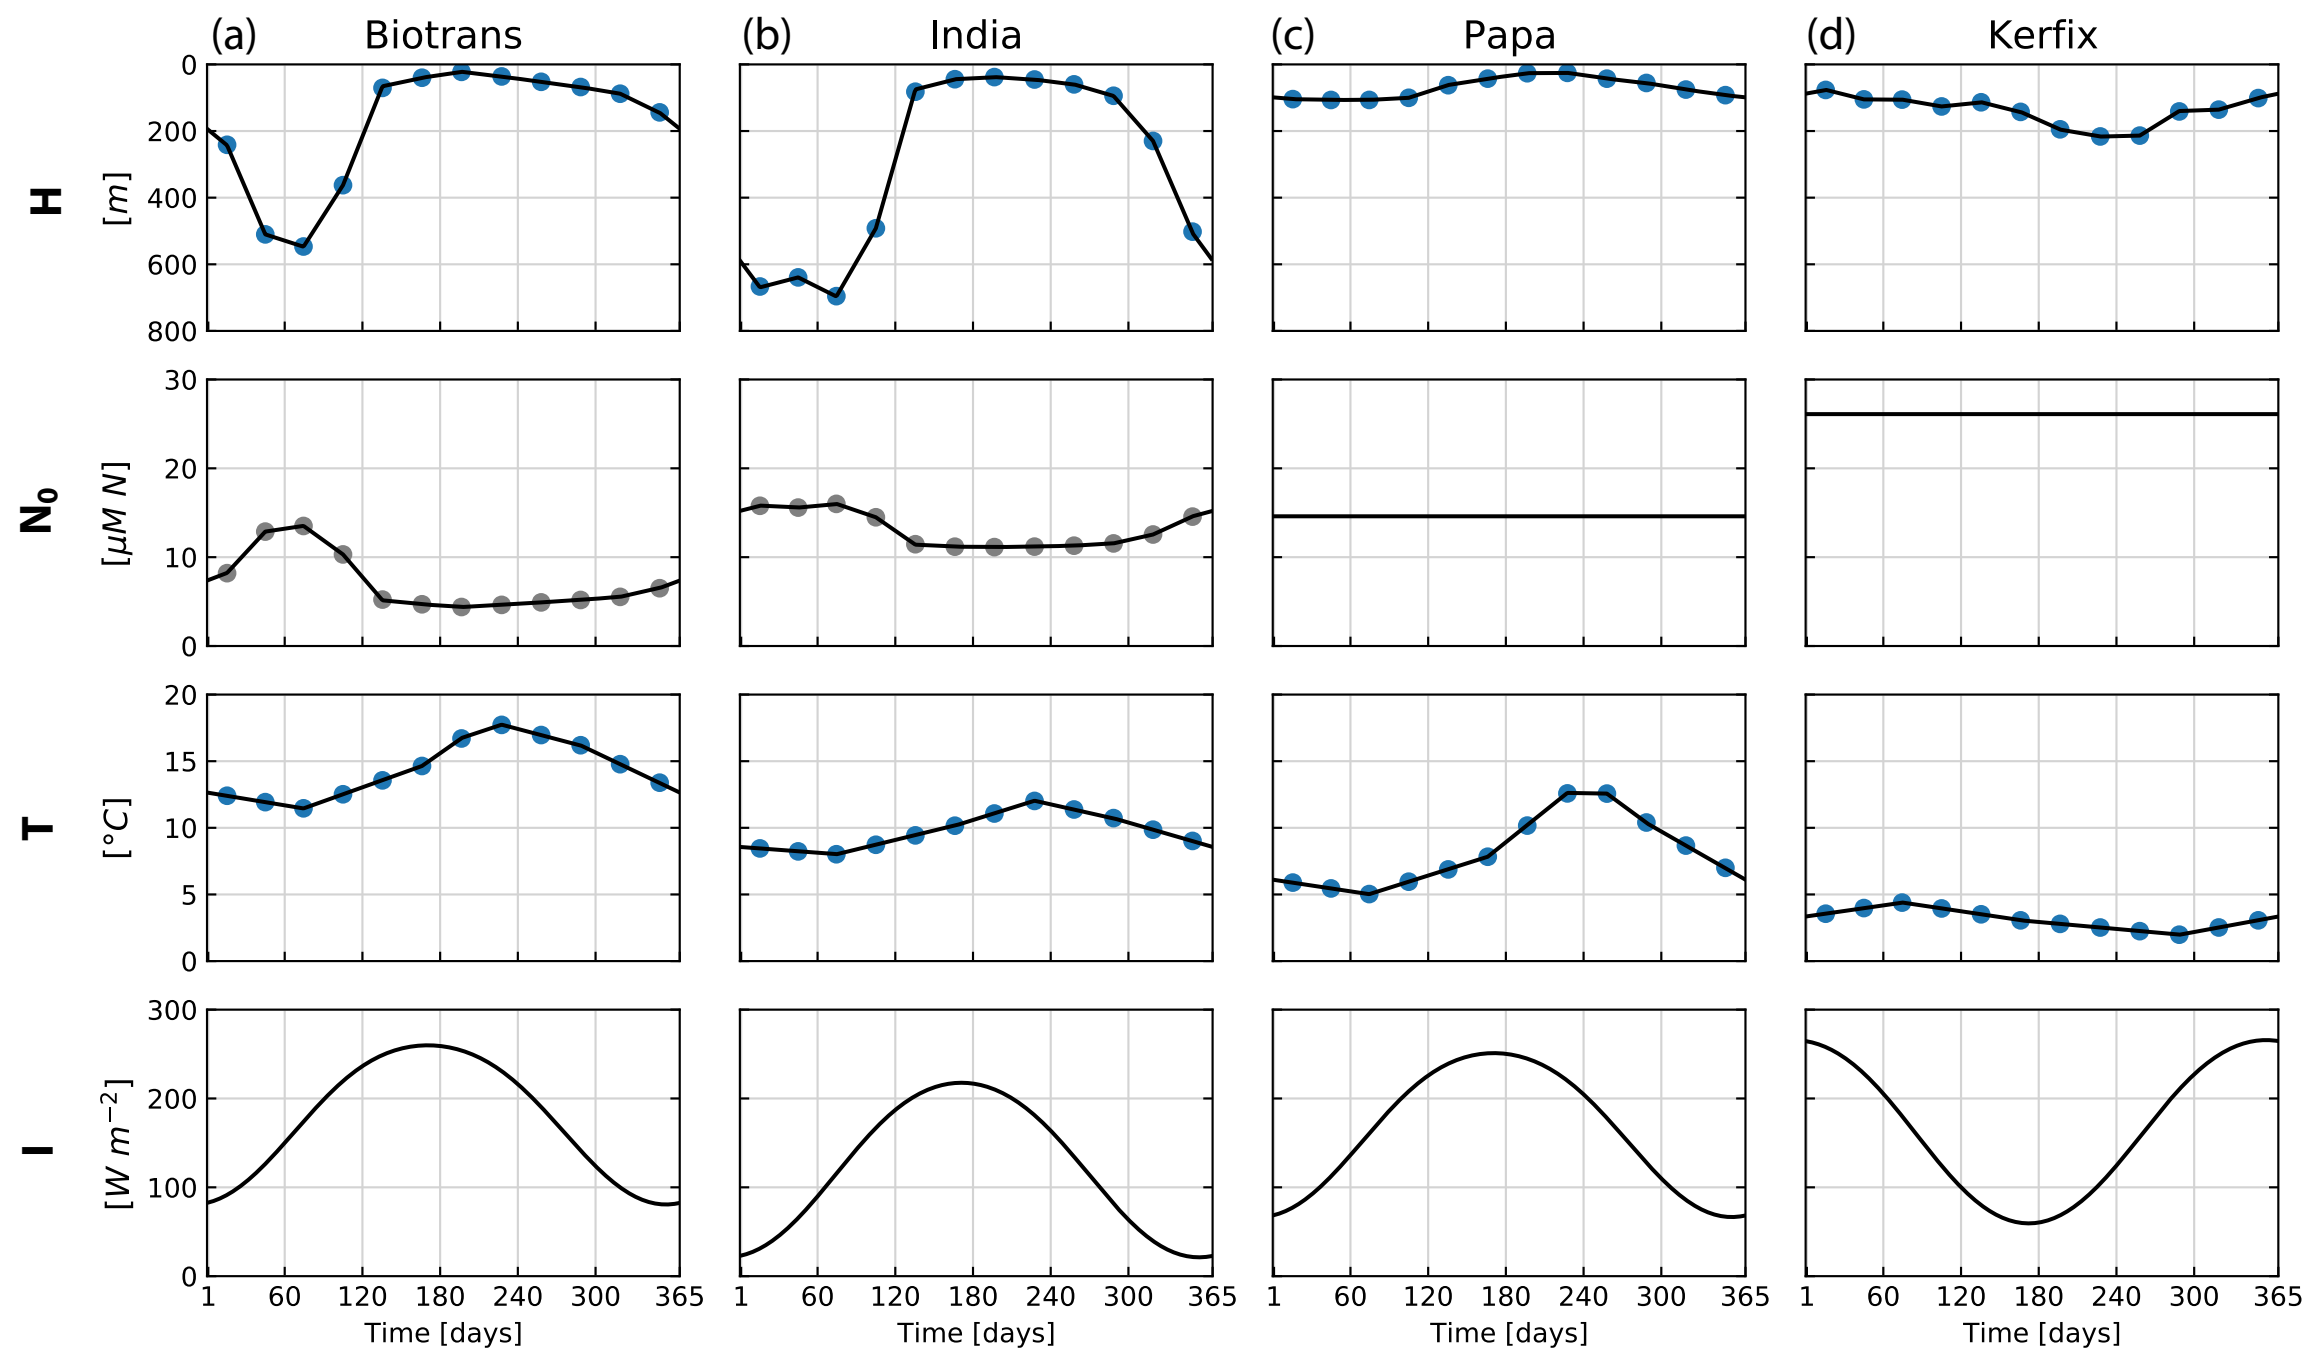 (a) Biotrans (b) India (c) Papa (d) Kerfix
H
[m]
0
200
400
600
800
N₀
[μM N]
30
20
10
0
T
[°C]
20
15
10
5
0
I
[W m⁻²]
300
200
100
0
1 60 120 180 240 300 365 1 60 120 180 240 300 365 1 60 120 180 240 300 365 1 60 120 180 240 300 365
Time [days] Time [days] Time [days] Time [days]